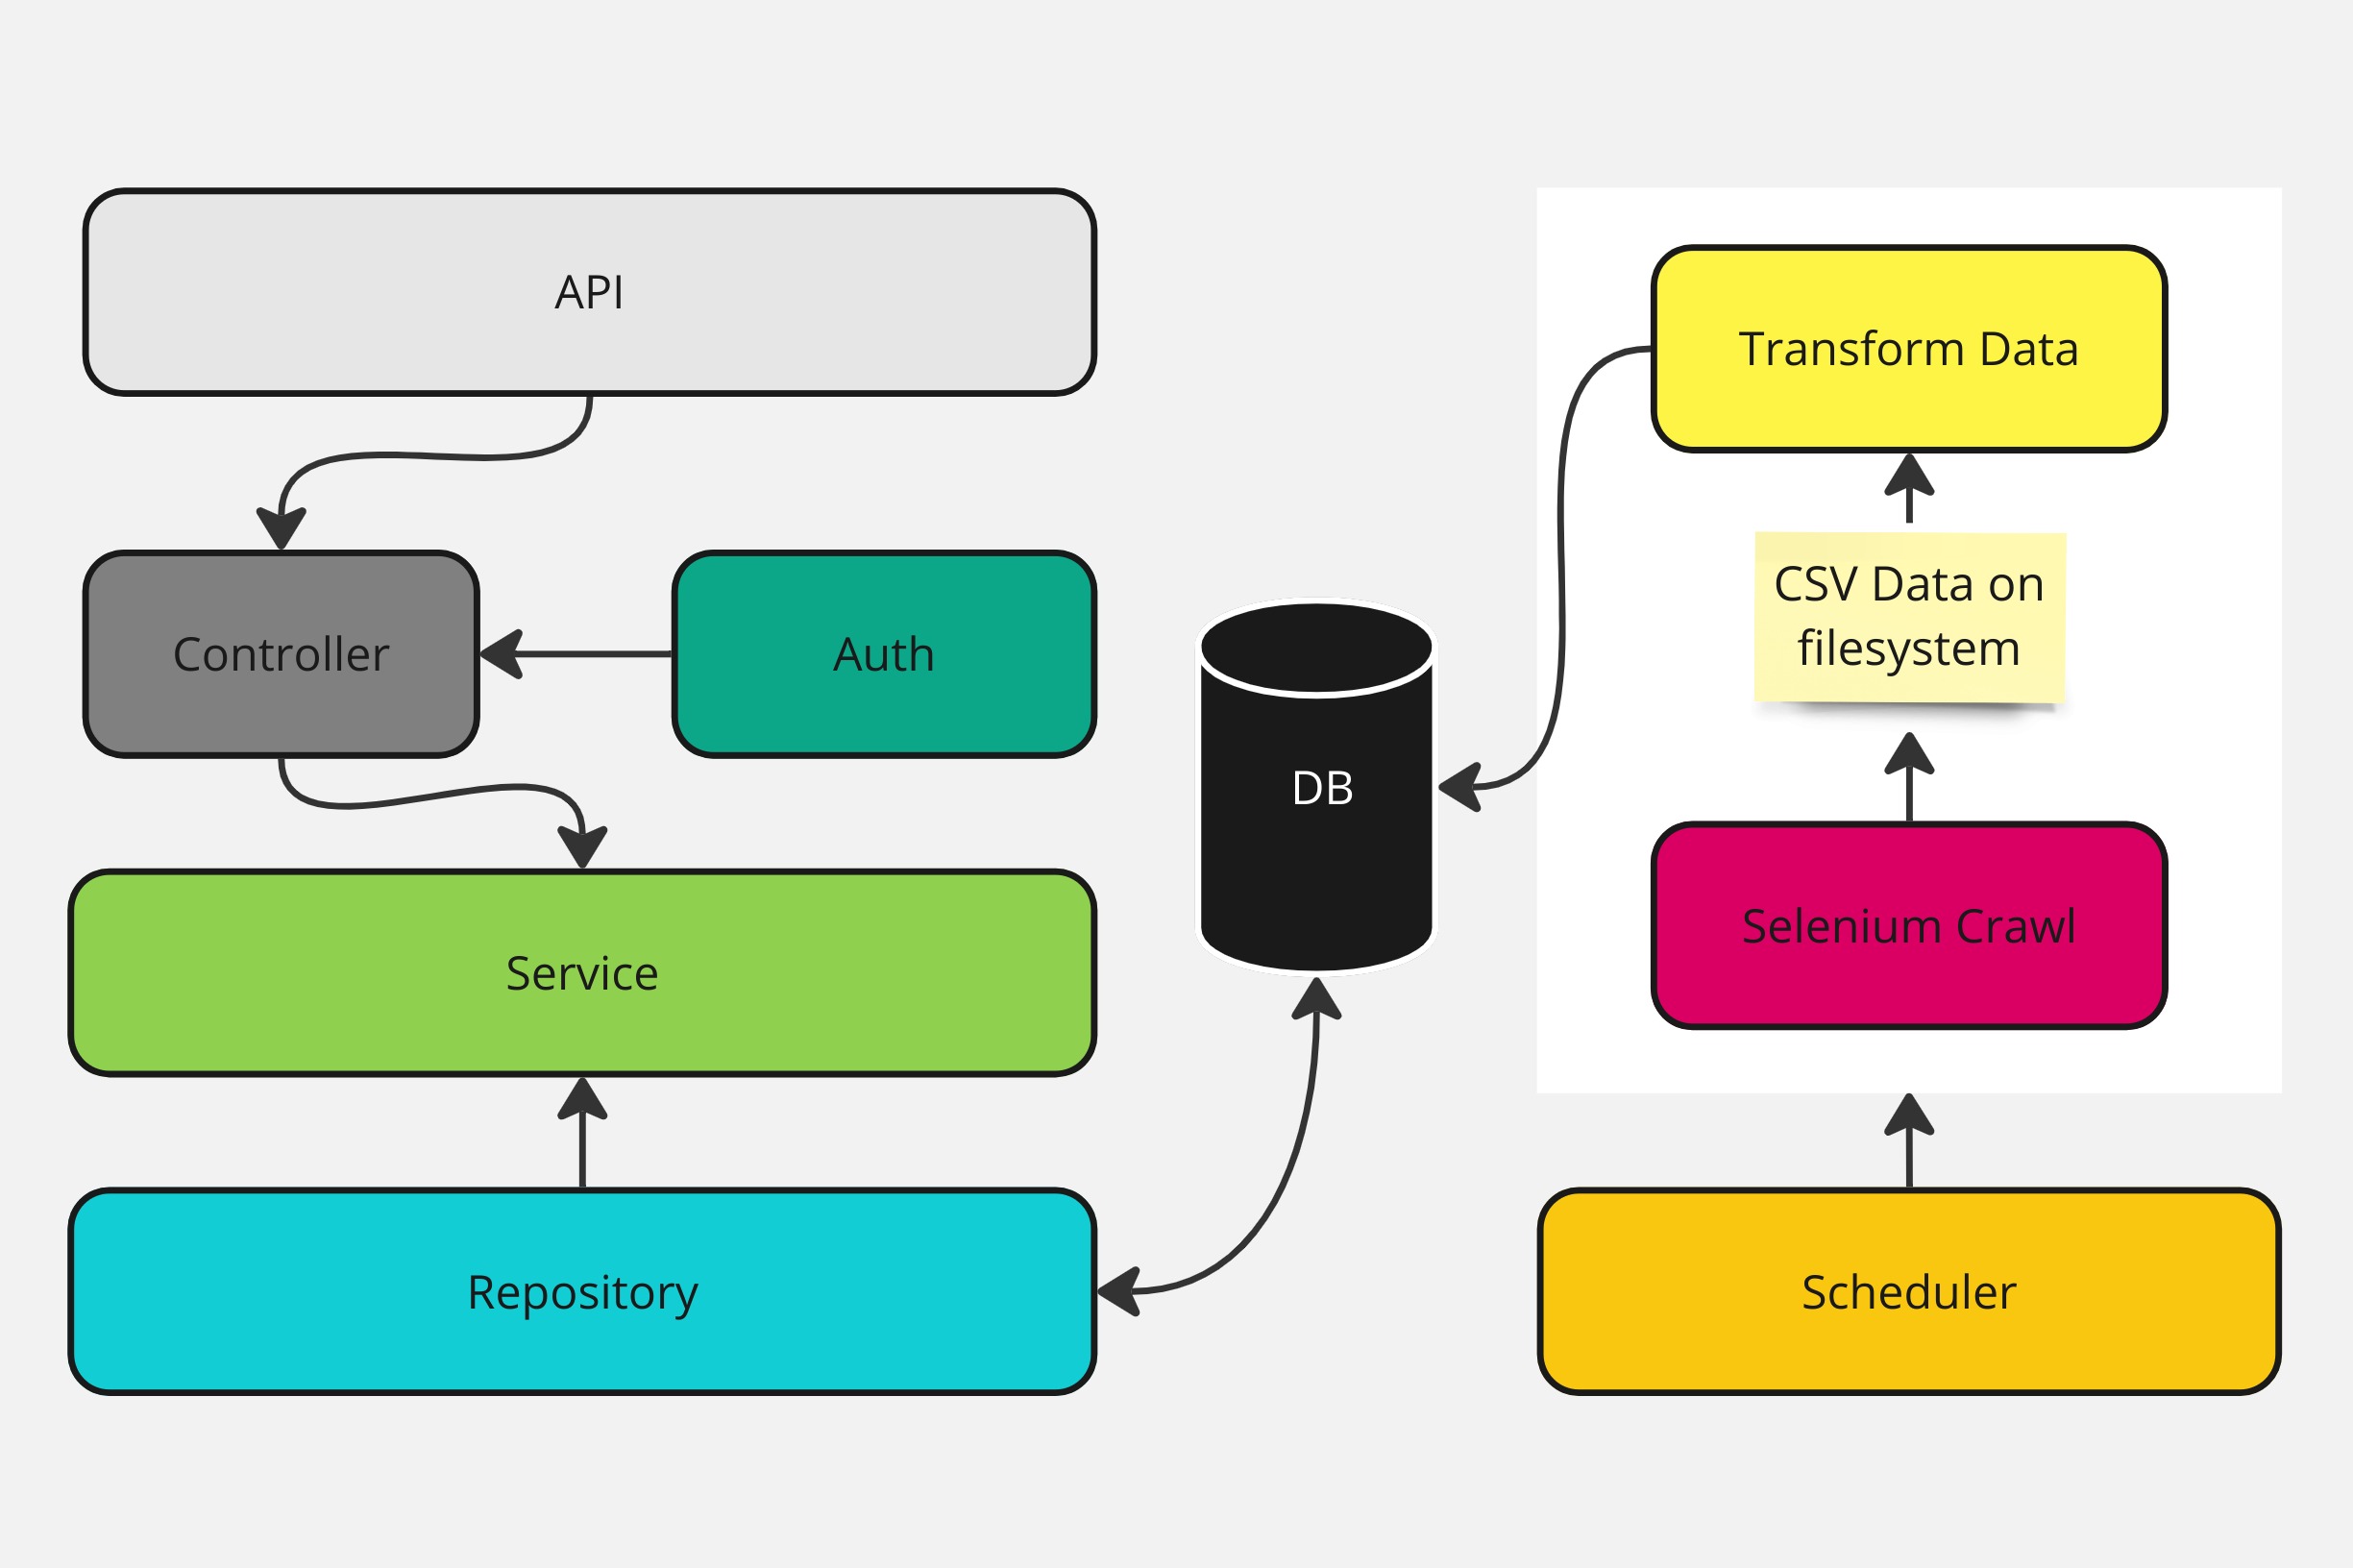 API
Controller
Auth
Service
Repository
DB
Transform Data
CSV Data on
filesystem
Selenium Crawl
Scheduler